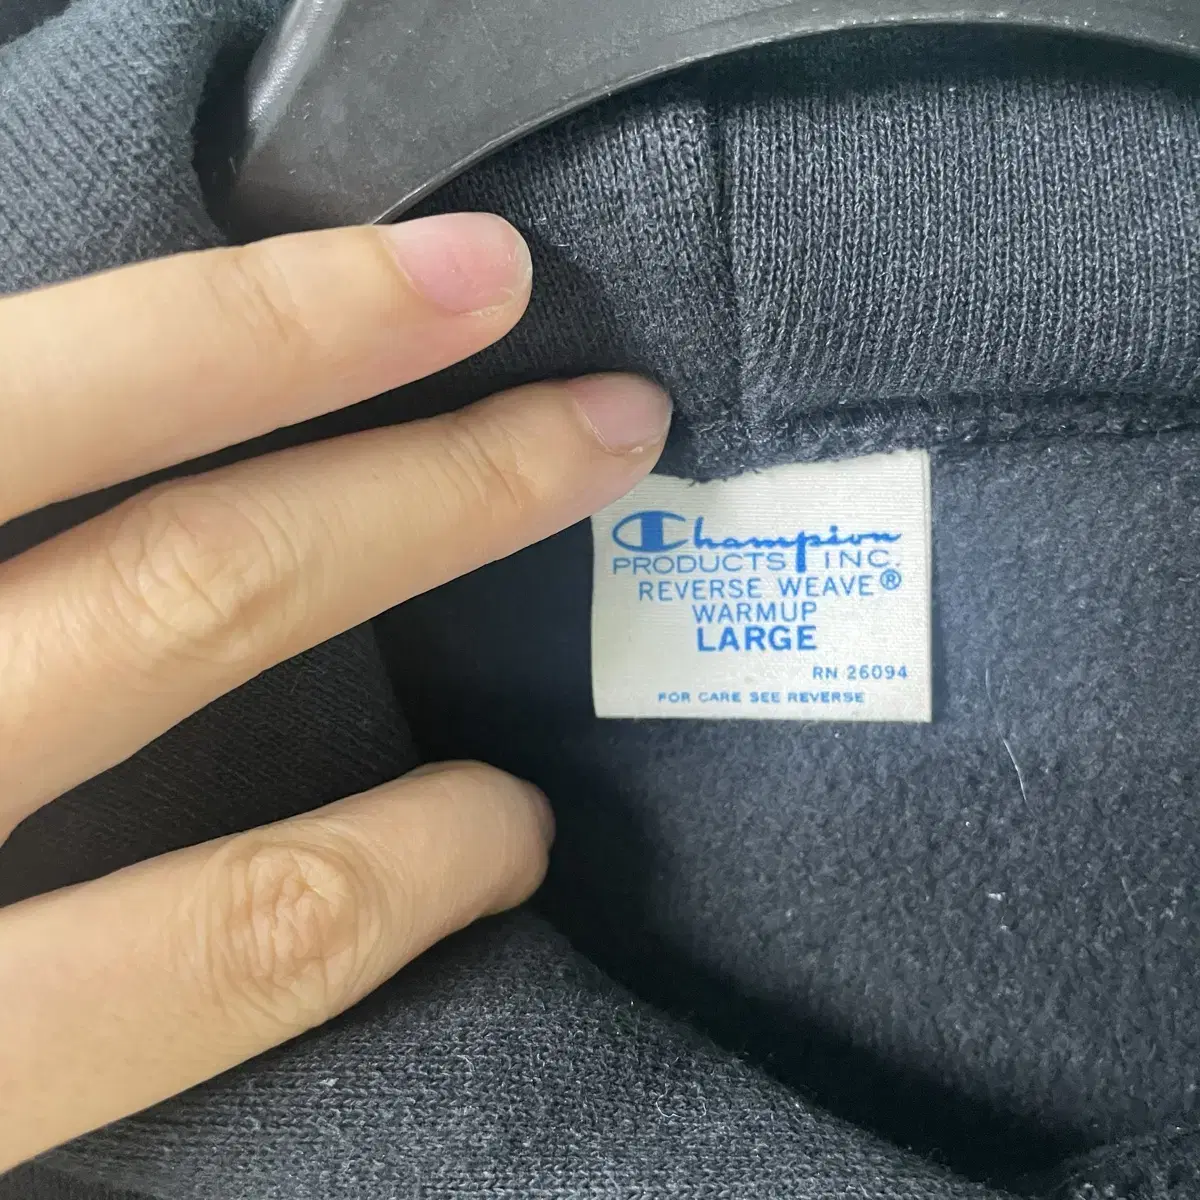 Champion
PRODUCTS INC.
REVERSE WEAVE®
WARMUP
LARGE
RN 26094
FOR CARE SEE REVERSE